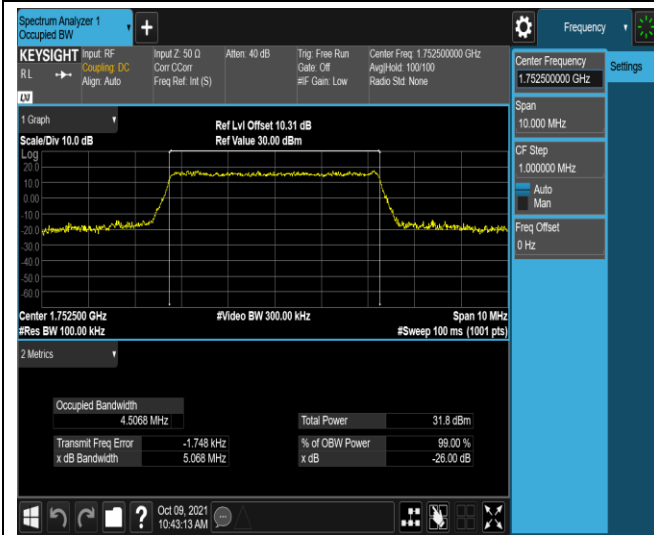 Spectrum Analyzer 1
Occupied BW
Frequency
KEYSIGHT
RL
Input: RF
Coupling: DC
Align: Auto
Input Z: 50 Ω
Corr CCorr
Freq Ref: Int (S)
Atten: 40 dB
Trig: Free Run
Gate: Off
#IF Gain: Low
Center Freq: 1.752500000 GHz
Avg|Hold: 100/100
Radio Std: None
LXI
Center Frequency
1.752500000 GHz
Settings
Span
10.000 MHz
CF Step
1.000000 MHz
Auto
Man
Freq Offset
0 Hz
1 Graph
Scale/Div 10.0 dB
Ref Lvl Offset 10.31 dB
Ref Value 30.00 dBm
Log
20.0
10.0
0.00
-10.0
-20.0
-30.0
-40.0
-50.0
-60.0
Center 1.752500 GHz
#Video BW 300.00 kHz
Span 10 MHz
#Res BW 100.00 kHz
#Sweep 100 ms (1001 pts)
2 Metrics
Occupied Bandwidth
4.5068 MHz
Total Power 31.8 dBm
Transmit Freq Error -1.748 kHz
% of OBW Power 99.00 %
x dB Bandwidth 5.068 MHz
x dB -26.00 dB
Oct 09, 2021
10:43:13 AM